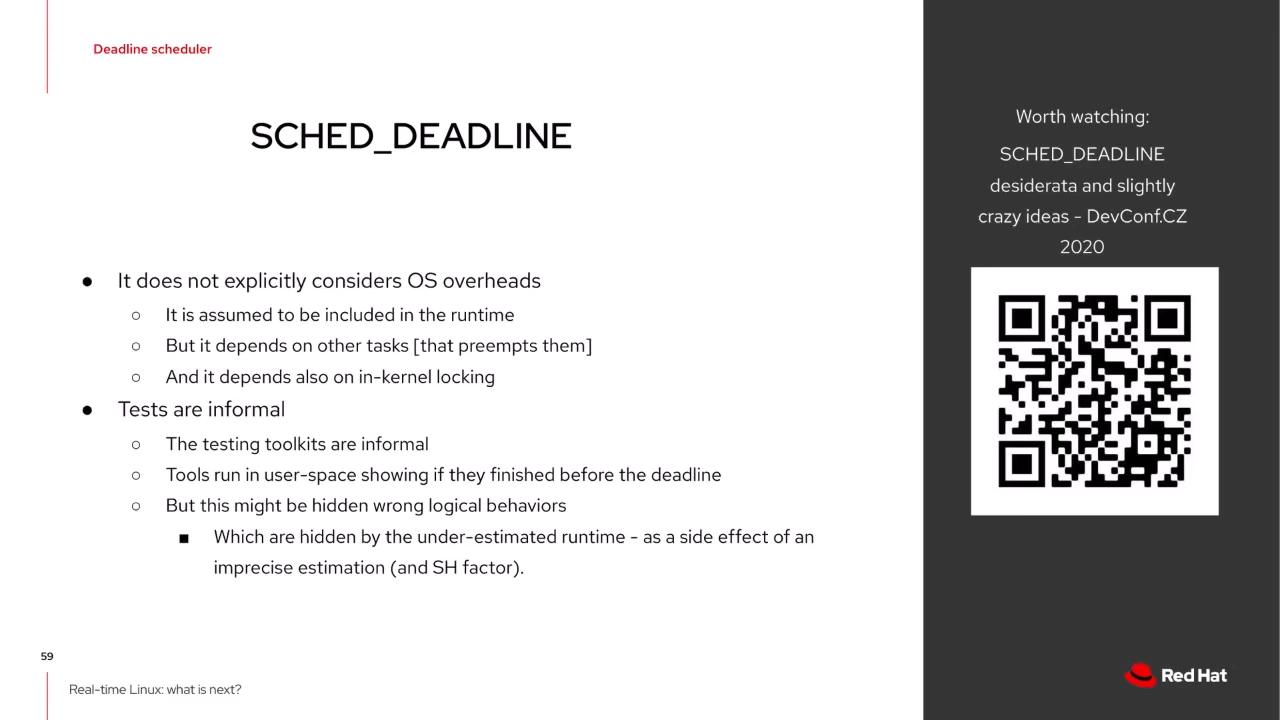 Deadline scheduler
SCHED_DEADLINE
● It does not explicitly considers OS overheads
○ It is assumed to be included in the runtime
○ But it depends on other tasks [that preempts them]
○ And it depends also on in-kernel locking
● Tests are informal
○ The testing toolkits are informal
○ Tools run in user-space showing if they finished before the deadline
○ But this might be hidden wrong logical behaviors
■ Which are hidden by the under-estimated runtime - as a side effect of an
imprecise estimation (and SH factor).
Worth watching:
SCHED_DEADLINE
desiderata and slightly
crazy ideas - DevConf.CZ
2020
59
Real-time Linux: what is next?
Red Hat